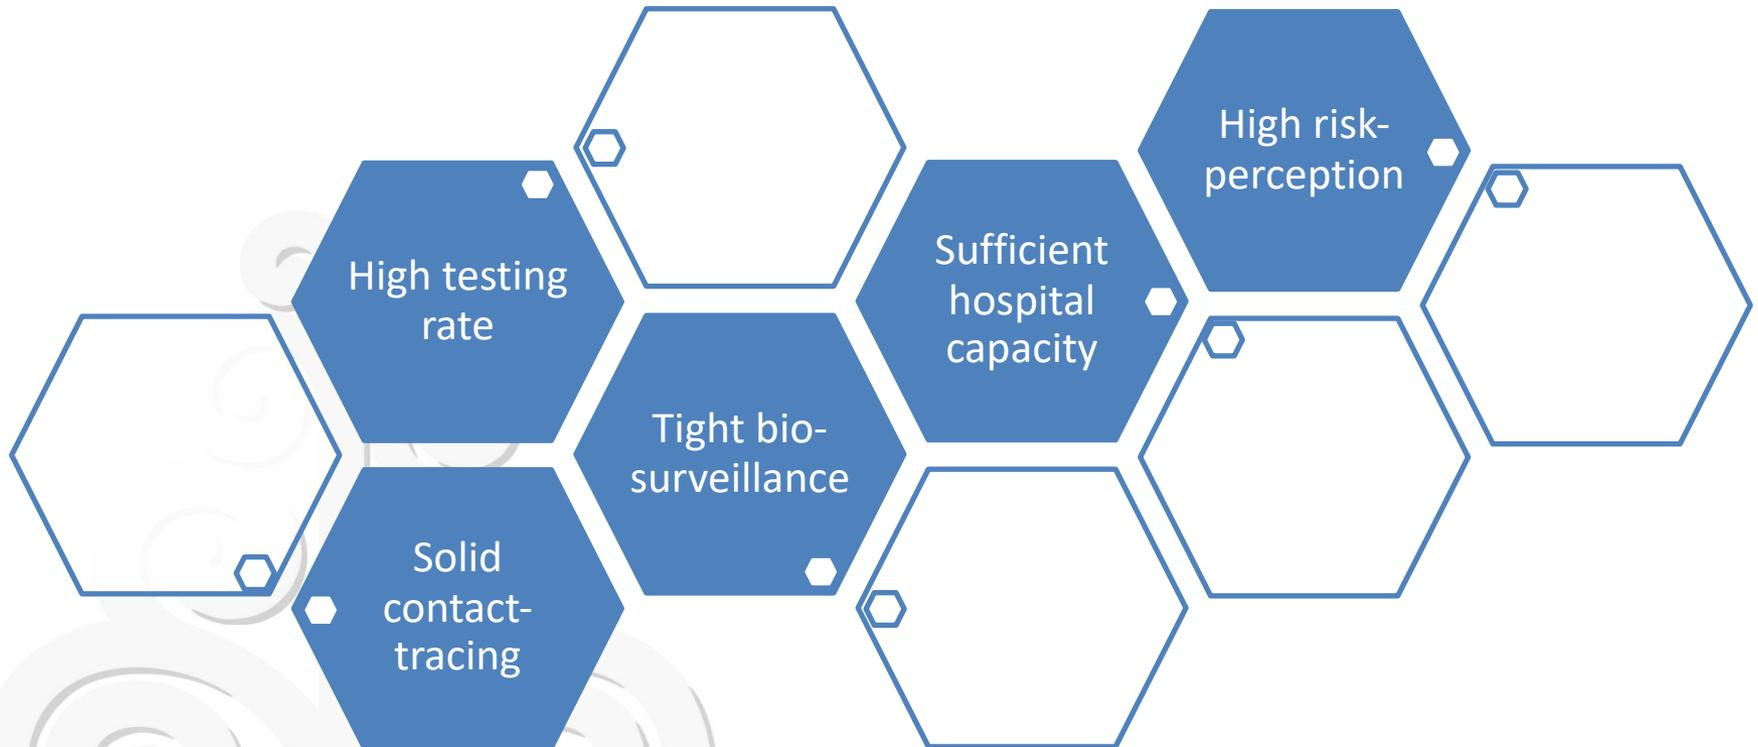 High risk-
perception
High testing
rate
Sufficient
hospital
capacity
Tight bio-
surveillance
Solid
contact-
tracing